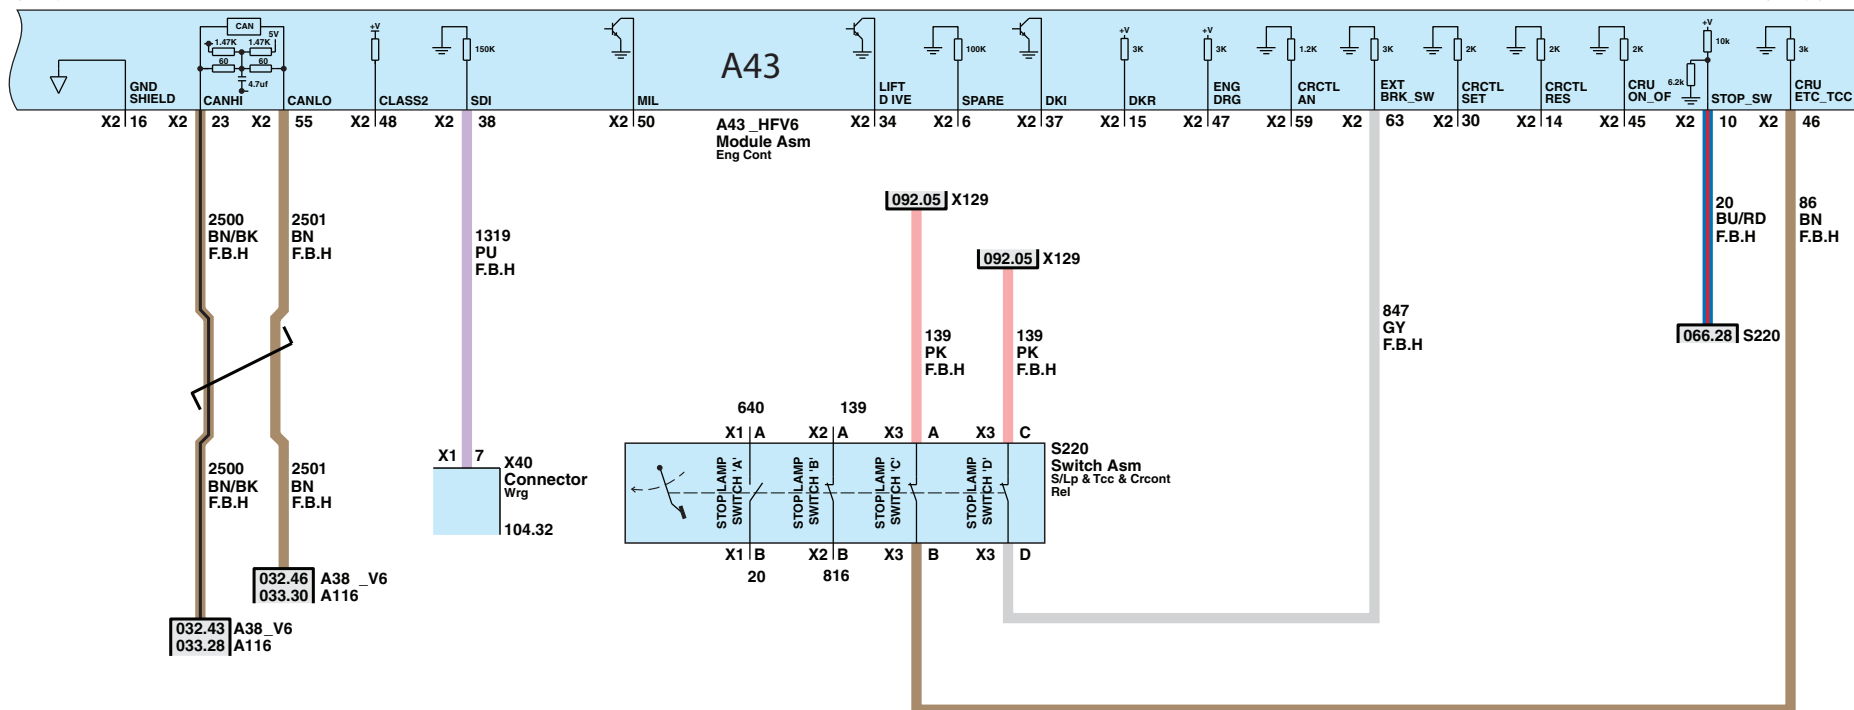 CAN
5V
1.47K 1.47K
60 60
4.7uf
+V
150K
A43
100K
+V
3K
+V
3K
1.2K
3K
2K
2K
2K
+V
10k
6.2k
3k
GND
SHIELD
CANHI
CANLO
CLASS2
SDI
MIL
LIFT
D IVE
SPARE
DKI
DKR
ENG
DRG
CRCTL
AN
EXT
BRK_SW
CRCTL
SET
CRCTL
RES
CRU
ON_OF
STOP_SW
CRU
ETC_TCC
X2 16
X2 23
X2 55
X2 48
X2 38
X2 50
A43 _HFV6
Module Asm
Eng Cont
X2 34
X2 6
X2 37
X2 15
X2 47
X2 59
X2 63
X2 30
X2 14
X2 45
X2 10
X2 46
2500
BN/BK
F.B.H
2501
BN
F.B.H
1319
PU
F.B.H
092.05 X129
092.05 X129
20
BU/RD
F.B.H
86
BN
F.B.H
847
GY
F.B.H
066.28 S220
139
PK
F.B.H
139
PK
F.B.H
640
139
X1 A
X2 A
X3 A
X3 C
STOPLAMP
SWITCH 'A'
STOPLAMP
SWITCH 'B'
STOPLAMP
SWITCH 'C'
STOPLAMP
SWITCH 'D'
S220
Switch Asm
S/Lp & Tcc & Crcont
Rel
X1 B
X2 B
X3 B
X3 D
20
816
X1 7
X40
Connector
Wrg
104.32
2500
BN/BK
F.B.H
2501
BN
F.B.H
032.46 A38 _V6
033.30 A116
032.43 A38_V6
033.28 A116